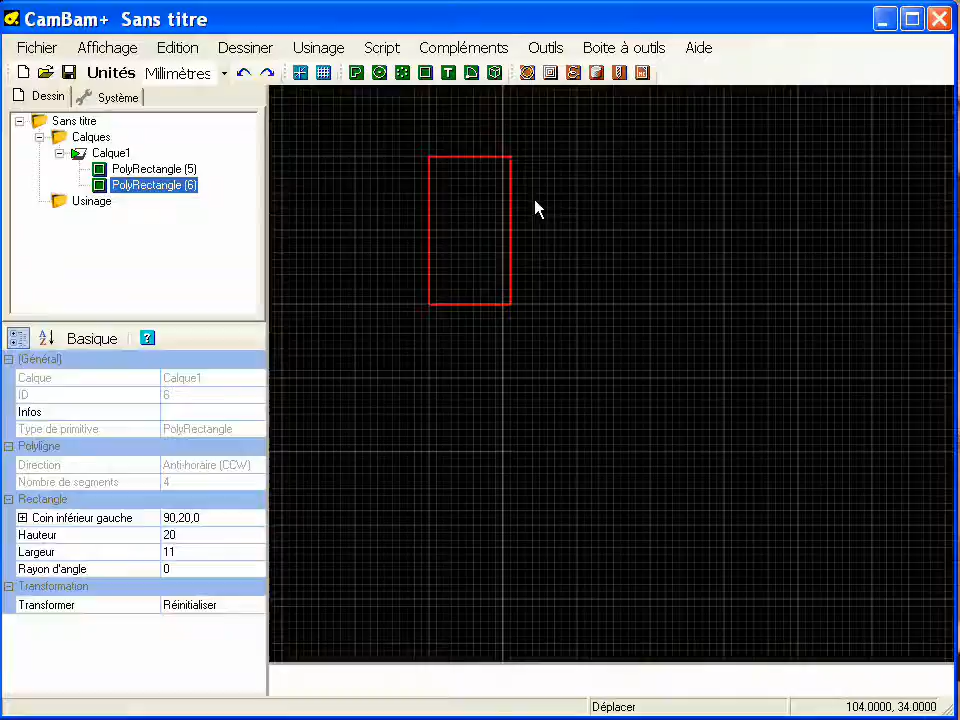 CamBam+ Sans titre
Fichier Affichage Edition Dessiner Usinage Script Compléments Outils Boite à outils Aide
Unités Millimètres
Dessin Système
Sans titre
Calques
Calque1
PolyRectangle (5)
PolyRectangle (6)
Usinage
Basique
(Général)
Calque Calque1
ID 6
Infos
Type de primitive PolyRectangle
Polyligne
Direction Anti-horaire (CCW)
Nombre de segments 4
Rectangle
Coin inférieur gauche 90,20,0
Hauteur 20
Largeur 11
Rayon d'angle 0
Transformation
Transformer Réinitialiser
Déplacer 104.0000, 34.0000